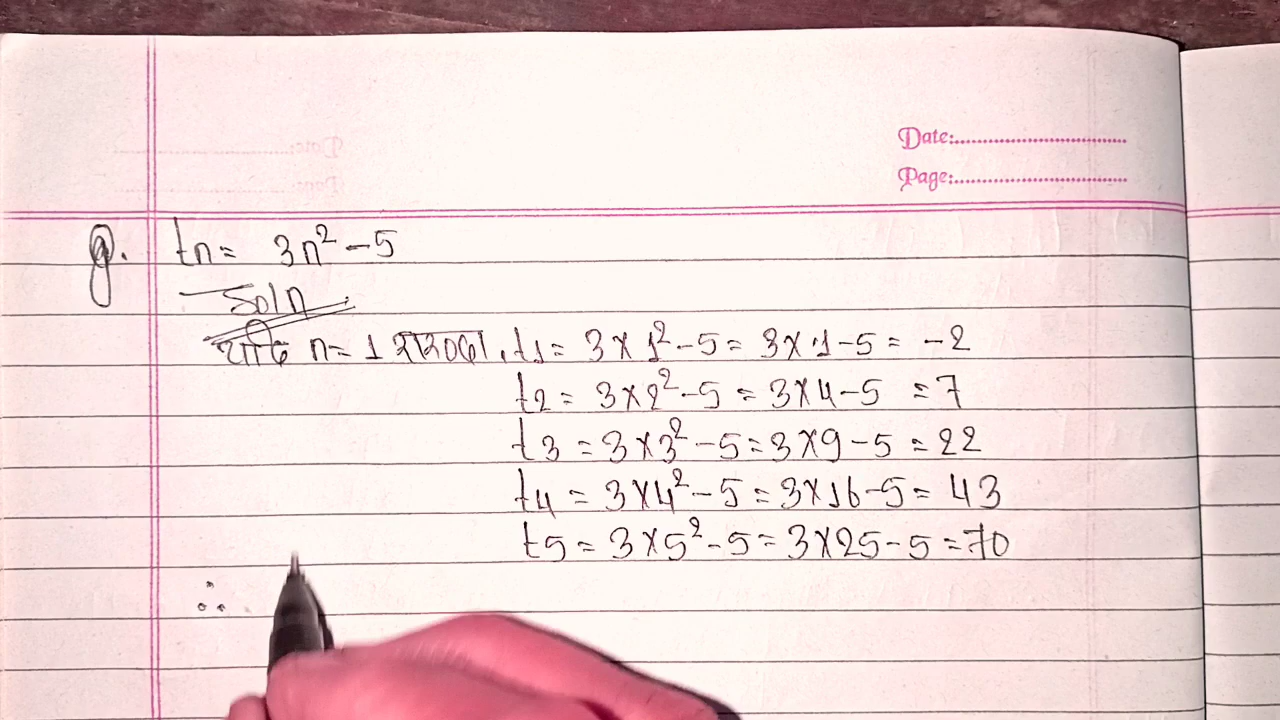 Date:
Page:
g. tn = 3n² - 5
Soln
यदि n = 1 राख्दा, t1 = 3 × 1² - 5 = 3 × 1 - 5 = -2
t2 = 3 × 2² - 5 = 3 × 4 - 5 = 7
t3 = 3 × 3² - 5 = 3 × 9 - 5 = 22
t4 = 3 × 4² - 5 = 3 × 16 - 5 = 43
t5 = 3 × 5² - 5 = 3 × 25 - 5 = 70
∴